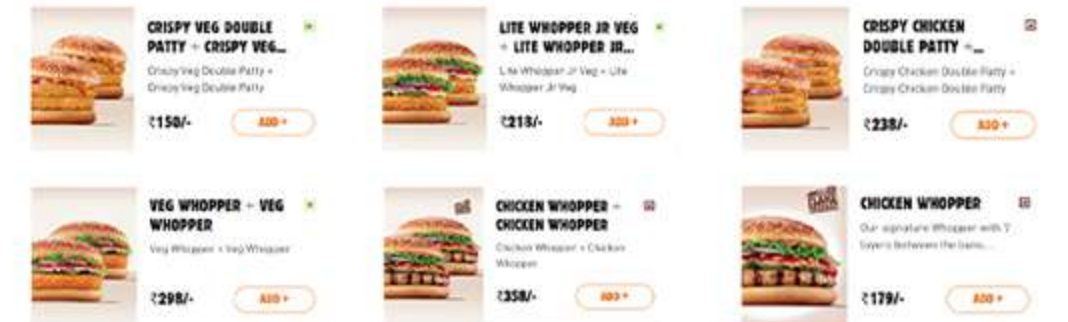 CRISPY VEG DOUBLE
PATTY + CRISPY VEG...
Crispy Veg Double Patty +
Crispy Veg Double Patty
₹150/-
ADD +
LITE WHOPPER JR VEG
+ LITE WHOPPER JR...
Lite Whopper Jr Veg + Lite
Whopper Jr Veg
₹218/-
ADD +
CRISPY CHICKEN
DOUBLE PATTY +...
Crispy Chicken Double Patty +
Crispy Chicken Double Patty
₹238/-
ADD +
VEG WHOPPER + VEG
WHOPPER
Veg Whopper + Veg Whopper
₹298/-
ADD +
CHICKEN WHOPPER +
CHICKEN WHOPPER
Chicken Whopper + Chicken
Whopper
₹358/-
ADD +
CHICKEN WHOPPER
Our signature Whopper with 7
layers between the buns...
₹179/-
ADD +